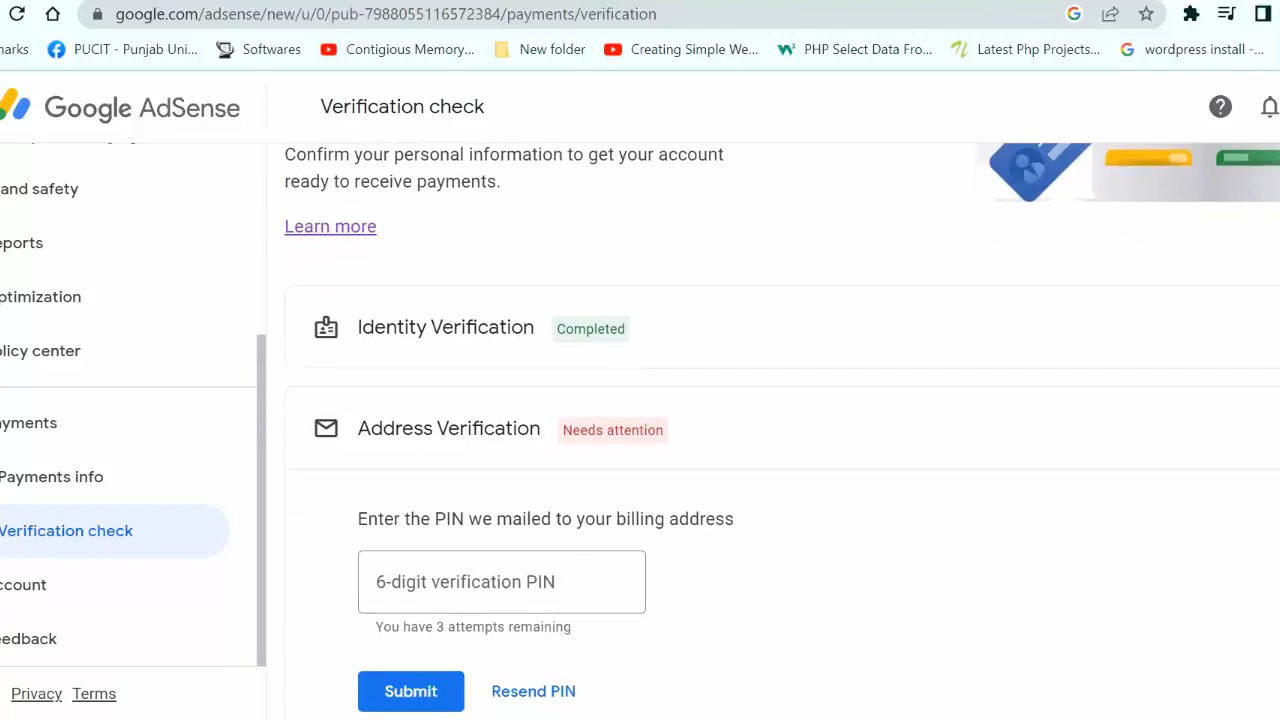 google.com/adsense/new/u/0/pub-7988055116572384/payments/verification
arks PUCIT - Punjab Uni... Softwares Contigious Memory... New folder Creating Simple We... PHP Select Data Fro... Latest Php Projects... wordpress install -...
Google AdSense
Verification check
Confirm your personal information to get your account
ready to receive payments.
and safety
Learn more
eports
ptimization
Identity Verification Completed
olicy center
ayments
Address Verification Needs attention
Payments info
Enter the PIN we mailed to your billing address
Verification check
6-digit verification PIN
ccount
You have 3 attempts remaining
eedback
Submit Resend PIN
Privacy Terms